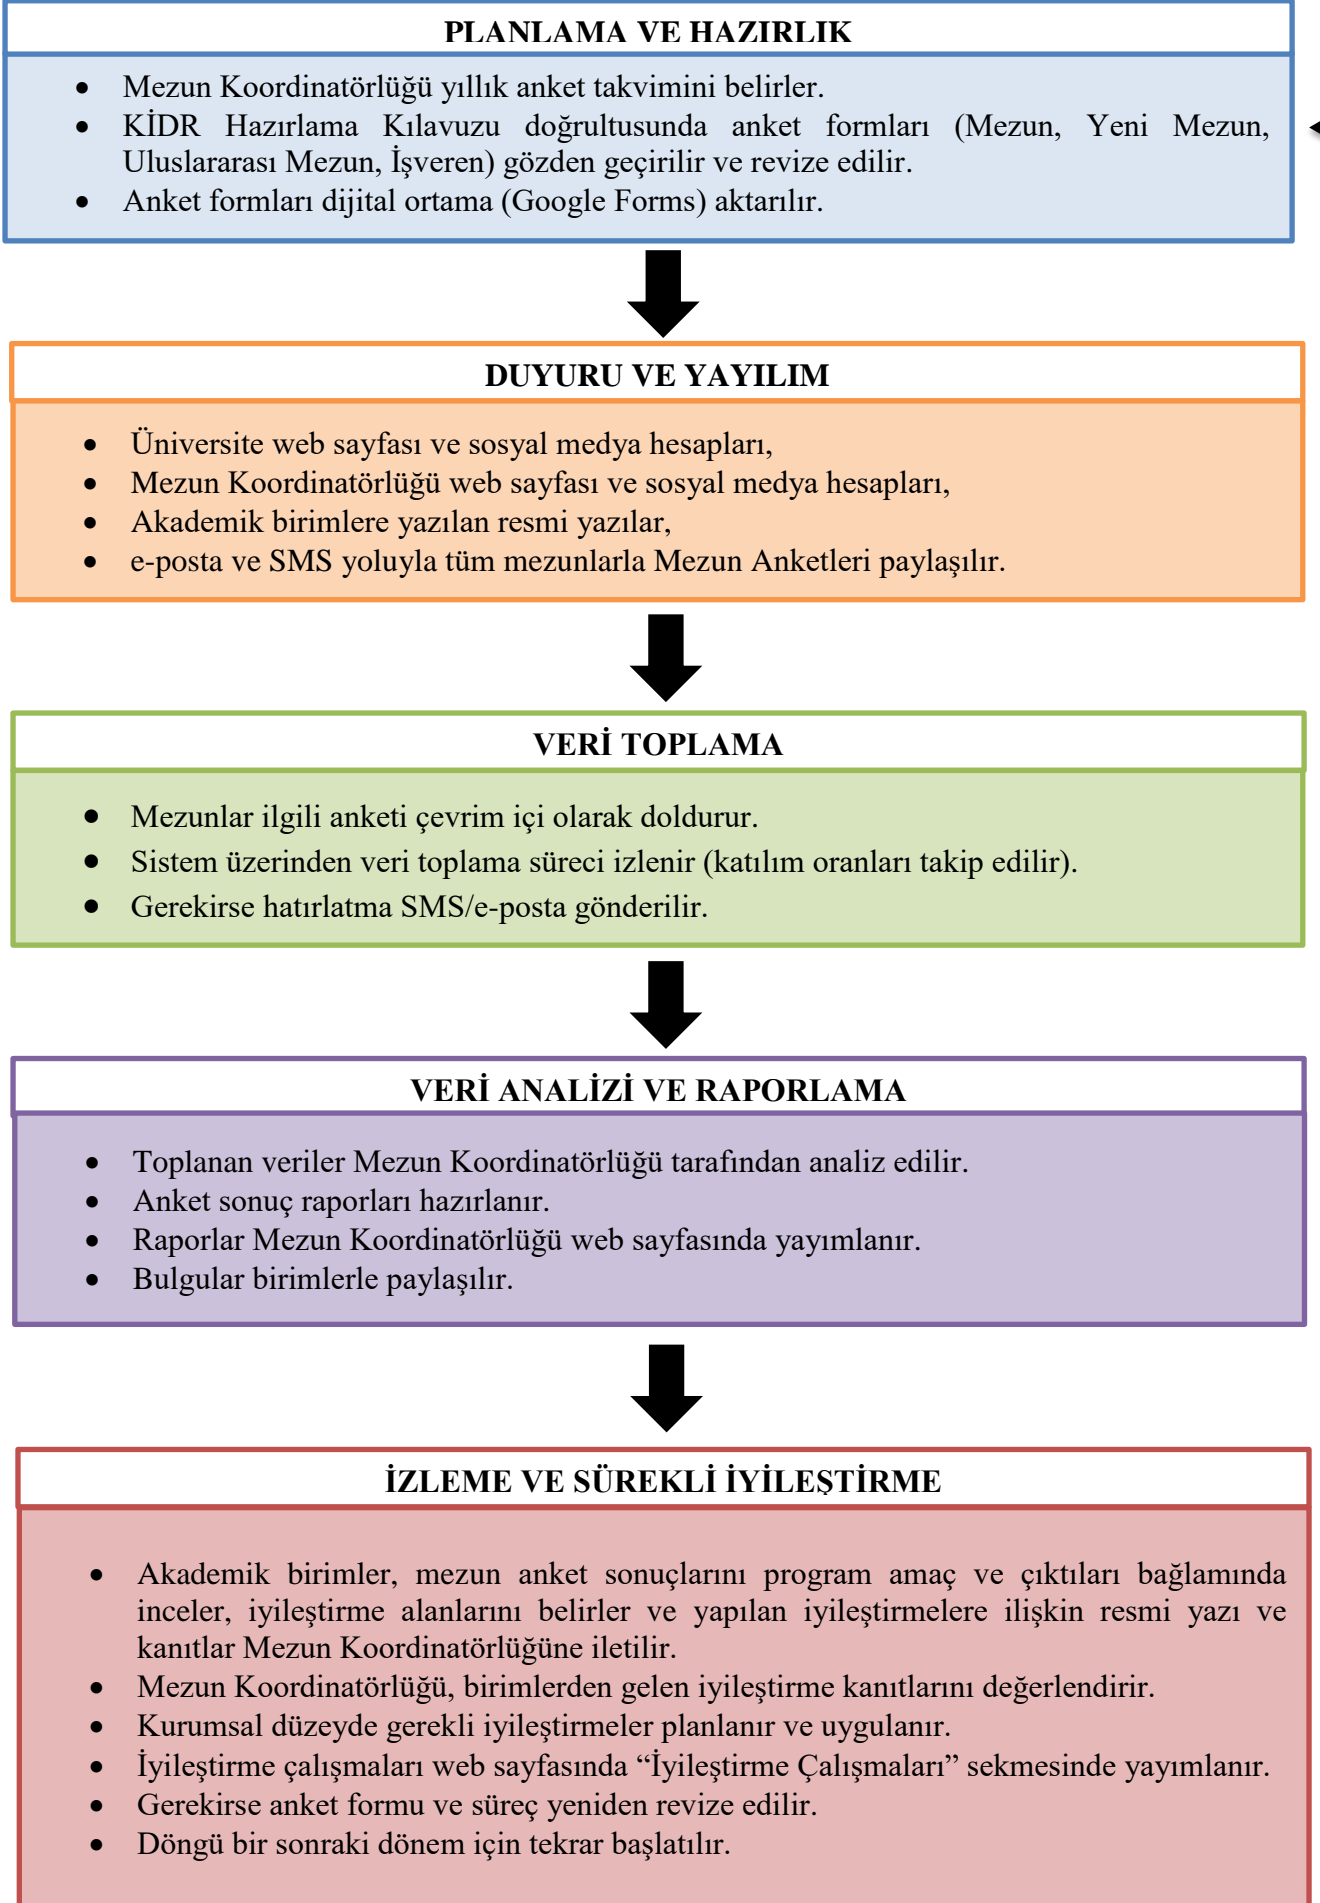 PLANLAMA VE HAZIRLIK
• Mezun Koordinatörlüğü yıllık anket takvimini belirler.
• KİDR Hazırlama Kılavuzu doğrultusunda anket formları (Mezun, Yeni Mezun,
Uluslararası Mezun, İşveren) gözden geçirilir ve revize edilir.
• Anket formları dijital ortama (Google Forms) aktarılır.
DUYURU VE YAYILIM
• Üniversite web sayfası ve sosyal medya hesapları,
• Mezun Koordinatörlüğü web sayfası ve sosyal medya hesapları,
• Akademik birimlere yazılan resmi yazılar,
• e-posta ve SMS yoluyla tüm mezunlarla Mezun Anketleri paylaşılır.
VERİ TOPLAMA
• Mezunlar ilgili anketi çevrim içi olarak doldurur.
• Sistem üzerinden veri toplama süreci izlenir (katılım oranları takip edilir).
• Gerekirse hatırlatma SMS/e-posta gönderilir.
VERİ ANALİZİ VE RAPORLAMA
• Toplanan veriler Mezun Koordinatörlüğü tarafından analiz edilir.
• Anket sonuç raporları hazırlanır.
• Raporlar Mezun Koordinatörlüğü web sayfasında yayımlanır.
• Bulgular birimlerle paylaşılır.
İZLEME VE SÜREKLİ İYİLEŞTİRME
• Akademik birimler, mezun anket sonuçlarını program amaç ve çıktıları bağlamında
inceler, iyileştirme alanlarını belirler ve yapılan iyileştirmelere ilişkin resmi yazı ve
kanıtlar Mezun Koordinatörlüğüne iletilir.
• Mezun Koordinatörlüğü, birimlerden gelen iyileştirme kanıtlarını değerlendirir.
• Kurumsal düzeyde gerekli iyileştirmeler planlanır ve uygulanır.
• İyileştirme çalışmaları web sayfasında “İyileştirme Çalışmaları” sekmesinde yayımlanır.
• Gerekirse anket formu ve süreç yeniden revize edilir.
• Döngü bir sonraki dönem için tekrar başlatılır.